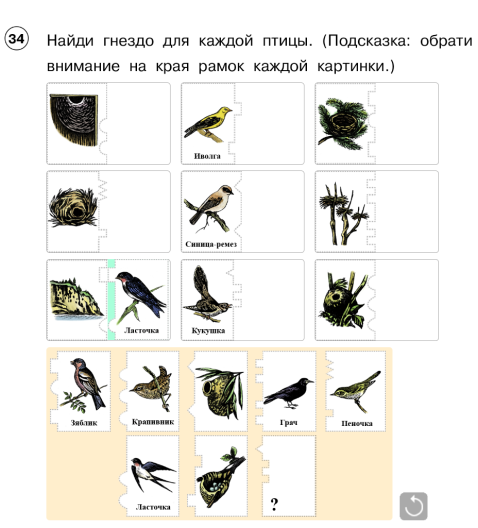 34 Найди гнездо для каждой птицы. (Подсказка: обрати
внимание на края рамок каждой картинки.)
Иволга
Синица-ремез
Ласточка
Кукушка
Зяблик
Крапивник
Грач
Пеночка
Ласточка
?